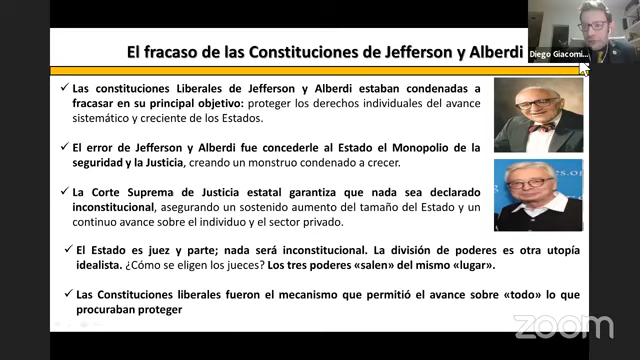 El fracaso de las Constituciones de Jefferson y Alberdi
Diego Giacomi...
✓ Las constituciones Liberales de Jefferson y Alberdi estaban condenadas a
fracasar en su principal objetivo: proteger los derechos individuales del avance
sistemático y creciente de los Estados.
✓ El error de Jefferson y Alberdi fue concederle al Estado el Monopolio de la
seguridad y la Justicia, creando un monstruo condenado a crecer.
✓ La Corte Suprema de Justicia estatal garantiza que nada sea declarado
inconstitucional, asegurando un sostenido aumento del tamaño del Estado y un
continuo avance sobre el individuo y el sector privado.
✓ El Estado es juez y parte; nada será inconstitucional. La división de poderes es otra utopía
idealista. ¿Cómo se eligen los jueces? Los tres poderes «salen» del mismo «lugar».
✓ Las Constituciones liberales fueron el mecanismo que permitió el avance sobre «todo» lo que
procuraban proteger
zoom